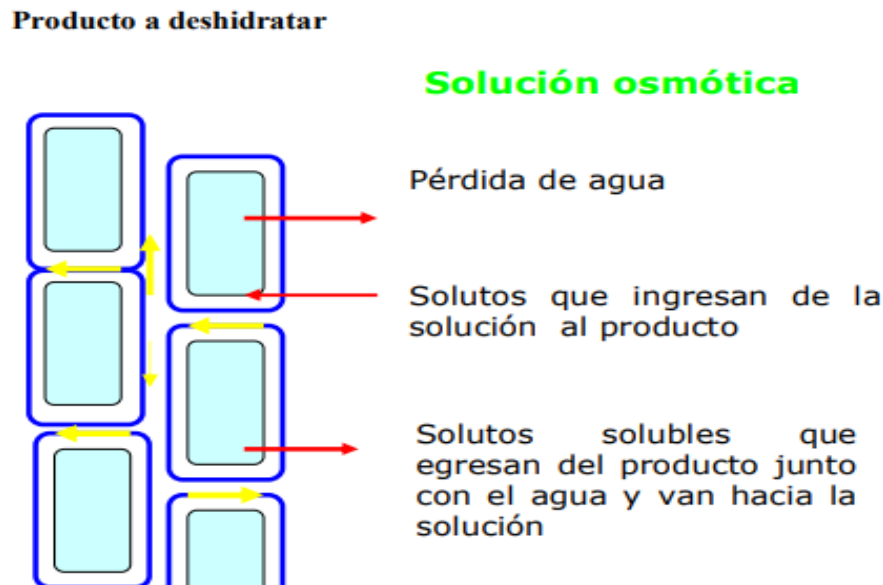 Producto a deshidratar
Solución osmótica
Pérdida de agua
Solutos que ingresan de la
solución al producto
Solutos solubles que
egresan del producto junto
con el agua y van hacia la
solución